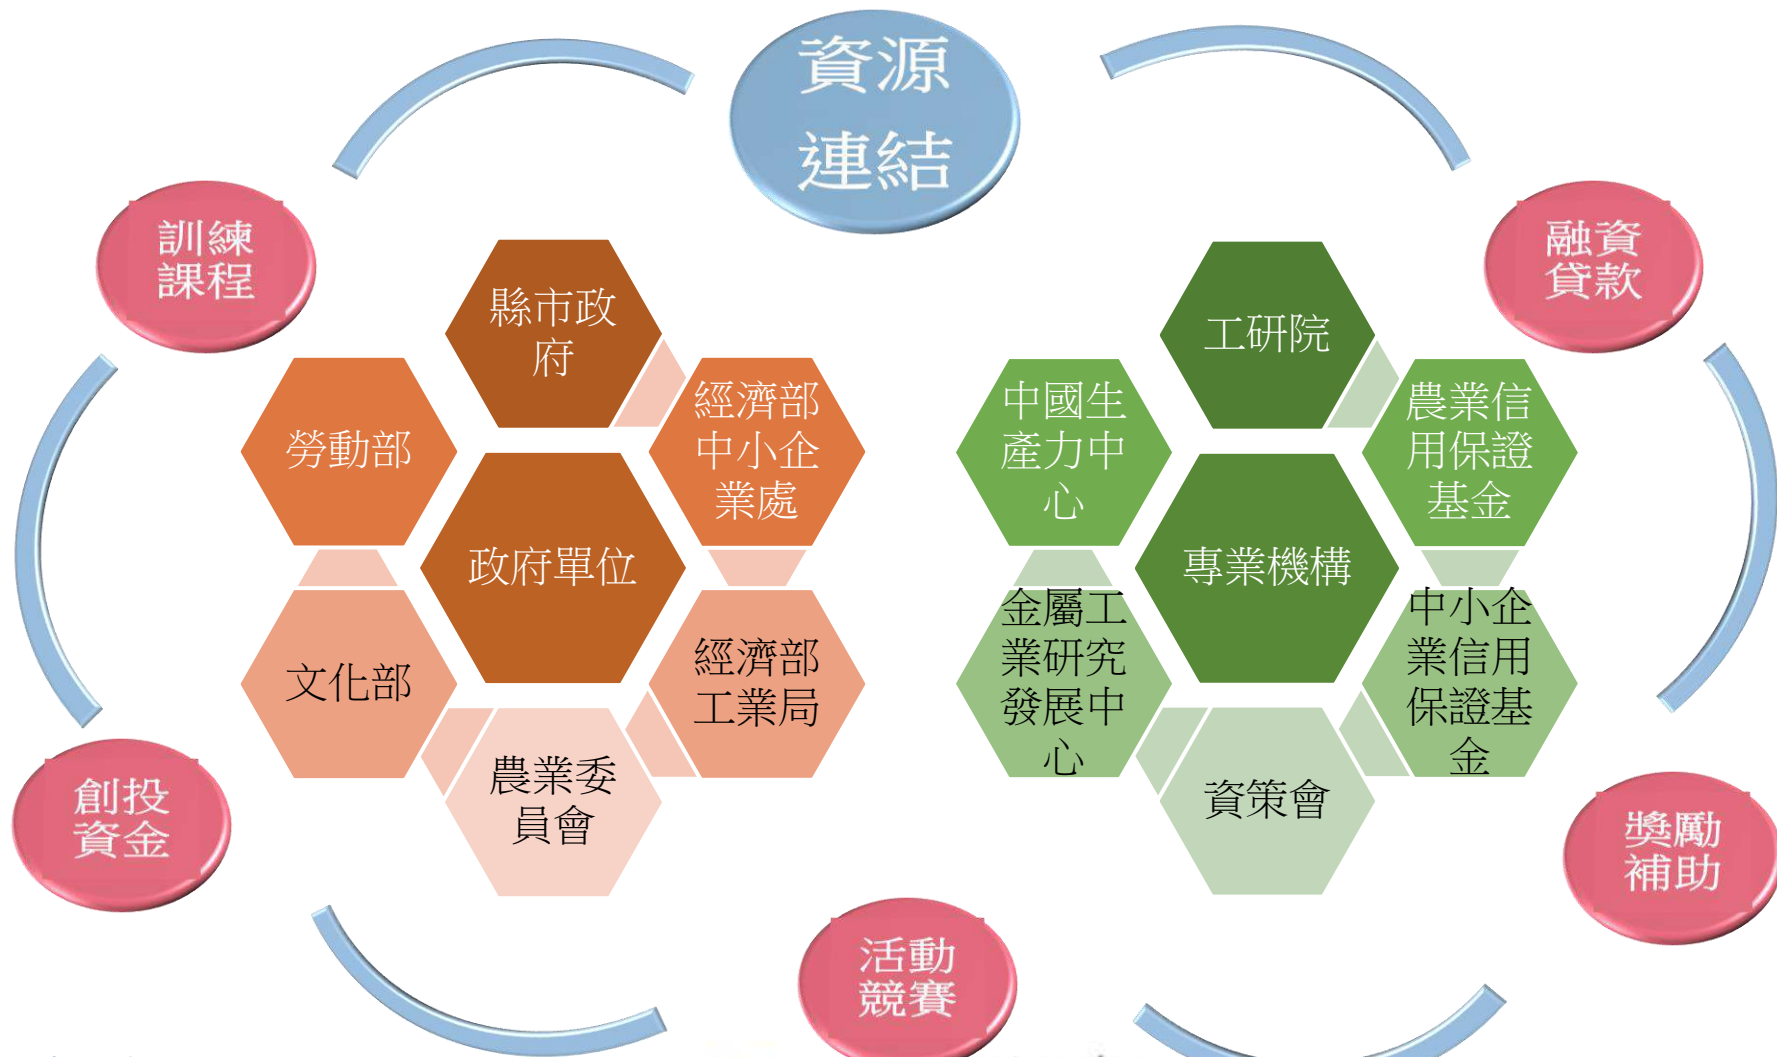 資源
連結
訓練
課程
融資
貸款
縣市政
府
經濟部
中小企
業處
勞動部
政府單位
文化部
經濟部
工業局
農業委
員會
工研院
農業信
用保證
基金
中國生
產力中
心
專業機構
金屬工
業研究
發展中
心
中小企
業信用
保證基
金
資策會
創投
資金
獎勵
補助
活動
競賽